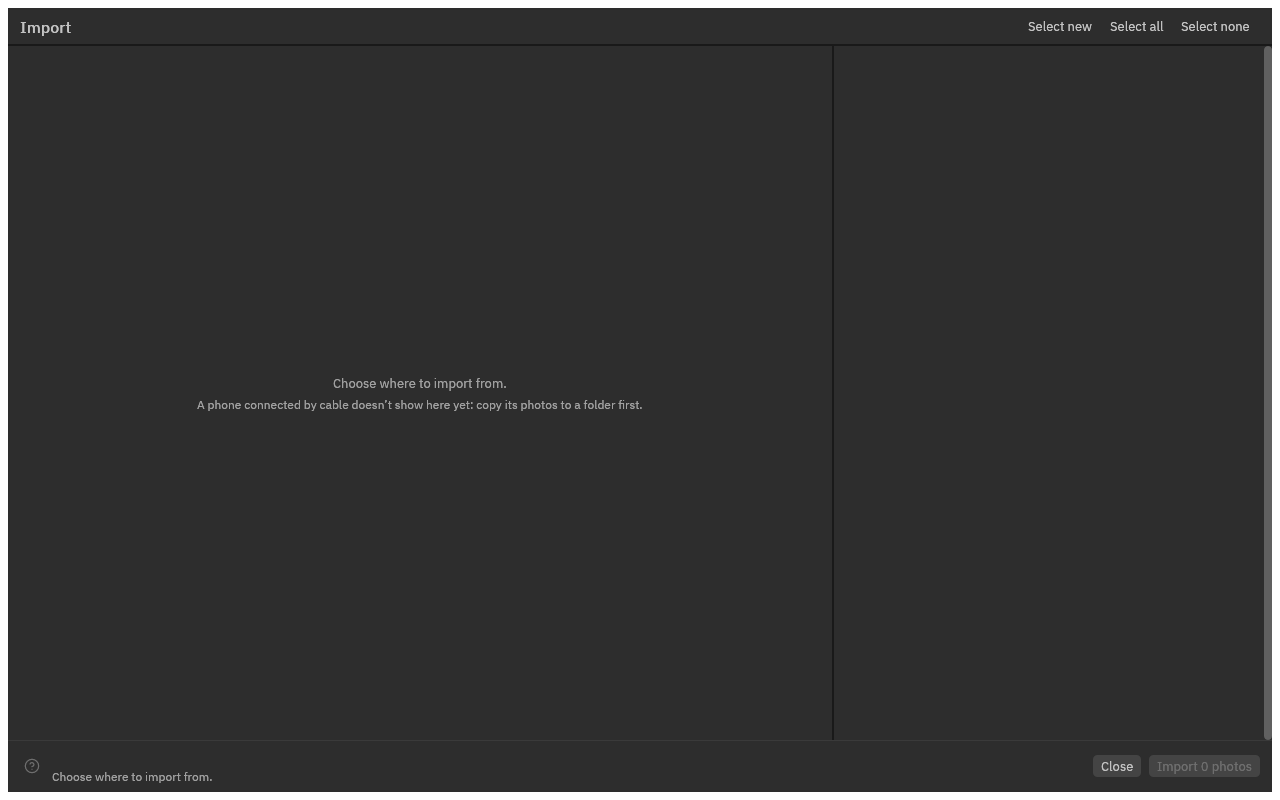 Import
Select new
Select all
Select none
Choose where to import from.
A phone connected by cable doesn’t show here yet: copy its photos to a folder first.
Choose where to import from.
Close
Import 0 photos